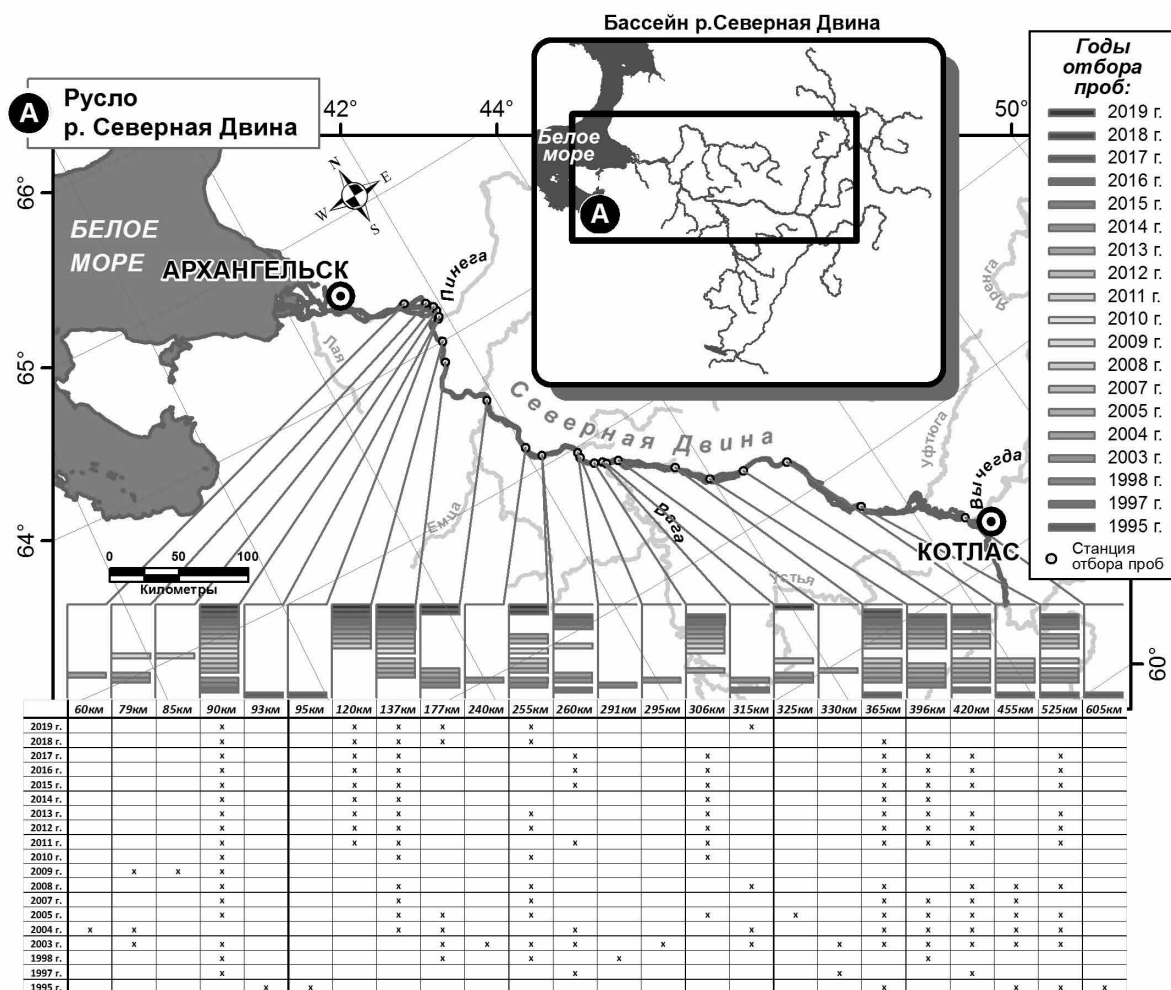 Бассейн р.Северная Двина
А
Русло
р. Северная Двина
42°
44°
50°
66°
65°
64°
60°
N
E
W
S
Белое
море
А
БЕЛОЕ
МОРЕ
АРХАНГЕЛЬСК
Пинега
Лая
Северная Двина
Емца
Вага
Устья
Уфтюга
Яренга
Вычегда
КОТЛАС
0 50 100
Километры
Годы
отбора
проб:
2019 г.
2018 г.
2017 г.
2016 г.
2015 г.
2014 г.
2013 г.
2012 г.
2011 г.
2010 г.
2009 г.
2008 г.
2007 г.
2005 г.
2004 г.
2003 г.
1998 г.
1997 г.
1995 г.
Станция
отбора проб
60км 79км 85км 90км 93км 95км 120км 137км 177км 240км 255км 260км 291км 295км 306км 315км 325км 330км 365км 396км 420км 455км 525км 605км
2019 г. x x x x x x
2018 г. x x x x x x
2017 г. x x x x x x x x x
2016 г. x x x x x x x x x
2015 г. x x x x x x x x x
2014 г. x x x x x x
2013 г. x x x x x x x x x
2012 г. x x x x x x x x x
2011 г. x x x x x x x x x
2010 г. x x x x
2009 г. x x x
2008 г. x x x x x x x x
2007 г. x x x x x x x
2005 г. x x x x x x x x x x x
2004 г. x x x x x x x x x x x
2003 г. x x x x x x x x x x x x x x
1998 г. x x x x x
1997 г. x x x x
1995 г. x x x x x x